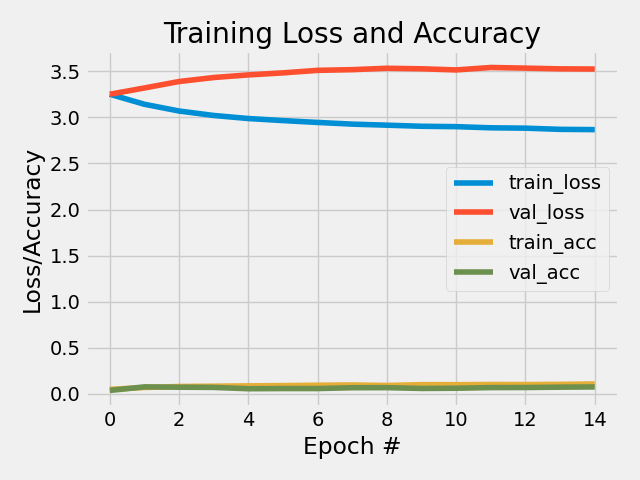 Training Loss and Accuracy
Loss/Accuracy
3.5
3.0
2.5
2.0
1.5
1.0
0.5
0.0
train_loss
val_loss
train_acc
val_acc
0 2 4 6 8 10 12 14
Epoch #